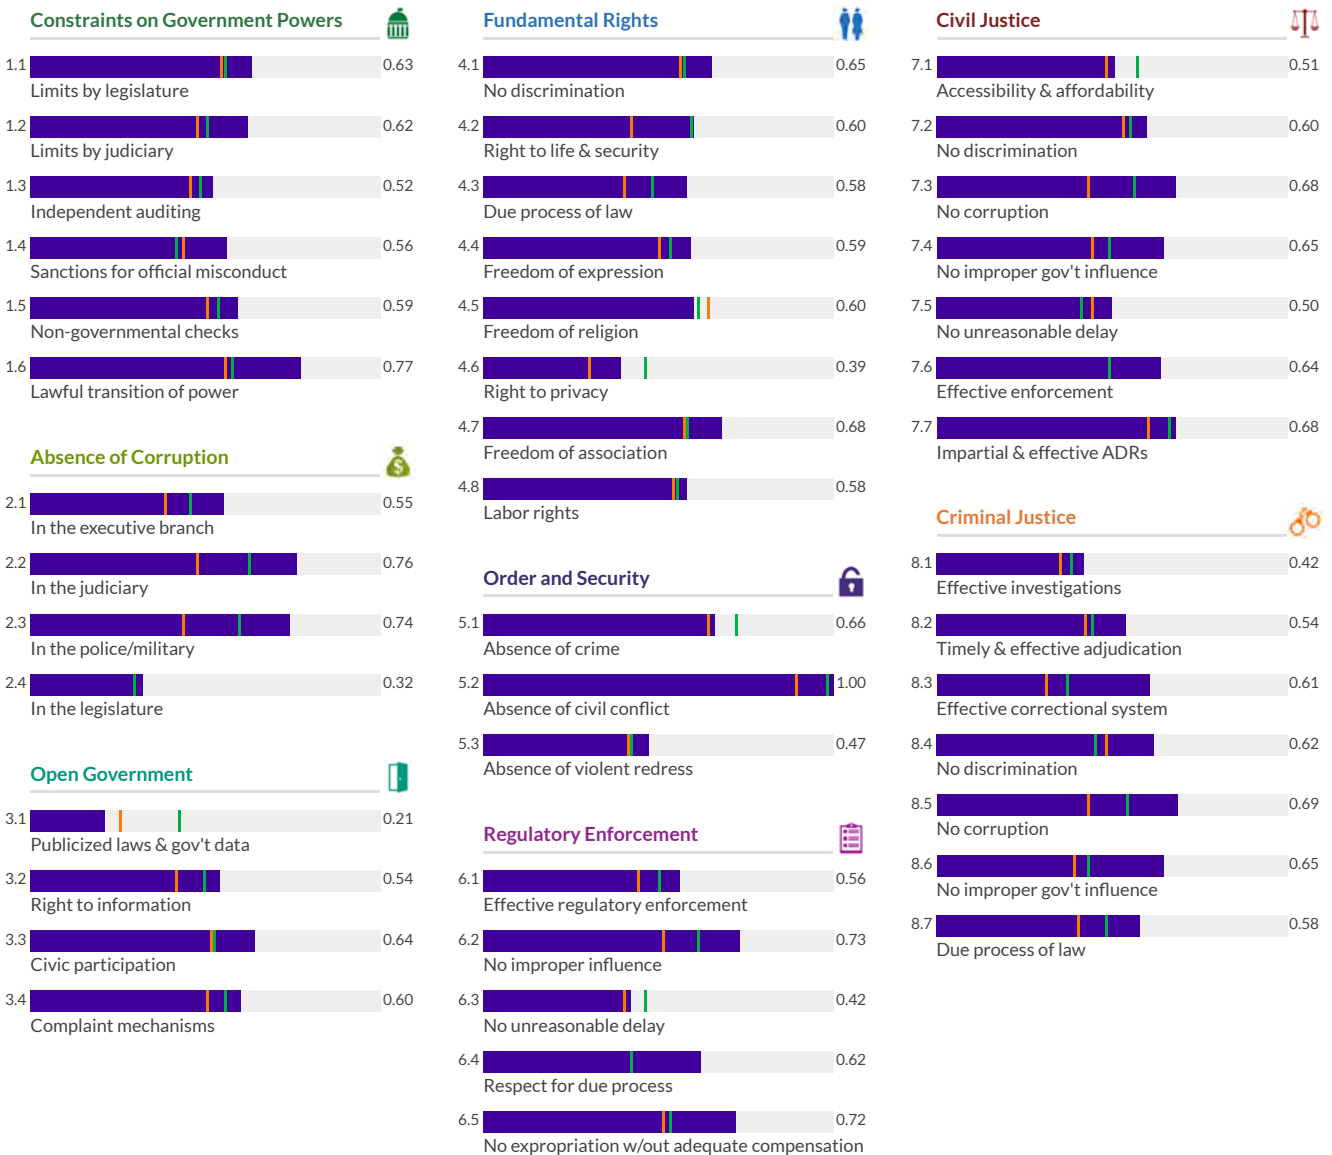 Constraints on Government Powers
1.1 0.63
Limits by legislature
1.2 0.62
Limits by judiciary
1.3 0.52
Independent auditing
1.4 0.56
Sanctions for official misconduct
1.5 0.59
Non-governmental checks
1.6 0.77
Lawful transition of power
Absence of Corruption
$
2.1 0.55
In the executive branch
2.2 0.76
In the judiciary
2.3 0.74
In the police/military
2.4 0.32
In the legislature
Open Government
3.1 0.21
Publicized laws & gov't data
3.2 0.54
Right to information
3.3 0.64
Civic participation
3.4 0.60
Complaint mechanisms
Fundamental Rights
4.1 0.65
No discrimination
4.2 0.60
Right to life & security
4.3 0.58
Due process of law
4.4 0.59
Freedom of expression
4.5 0.60
Freedom of religion
4.6 0.39
Right to privacy
4.7 0.68
Freedom of association
4.8 0.58
Labor rights
Order and Security
5.1 0.66
Absence of crime
5.2 1.00
Absence of civil conflict
5.3 0.47
Absence of violent redress
Regulatory Enforcement
6.1 0.56
Effective regulatory enforcement
6.2 0.73
No improper influence
6.3 0.42
No unreasonable delay
6.4 0.62
Respect for due process
6.5 0.72
No expropriation w/out adequate compensation
Civil Justice
7.1 0.51
Accessibility & affordability
7.2 0.60
No discrimination
7.3 0.68
No corruption
7.4 0.65
No improper gov't influence
7.5 0.50
No unreasonable delay
7.6 0.64
Effective enforcement
7.7 0.68
Impartial & effective ADRs
Criminal Justice
8.1 0.42
Effective investigations
8.2 0.54
Timely & effective adjudication
8.3 0.61
Effective correctional system
8.4 0.62
No discrimination
8.5 0.69
No corruption
8.6 0.65
No improper gov't influence
8.7 0.58
Due process of law